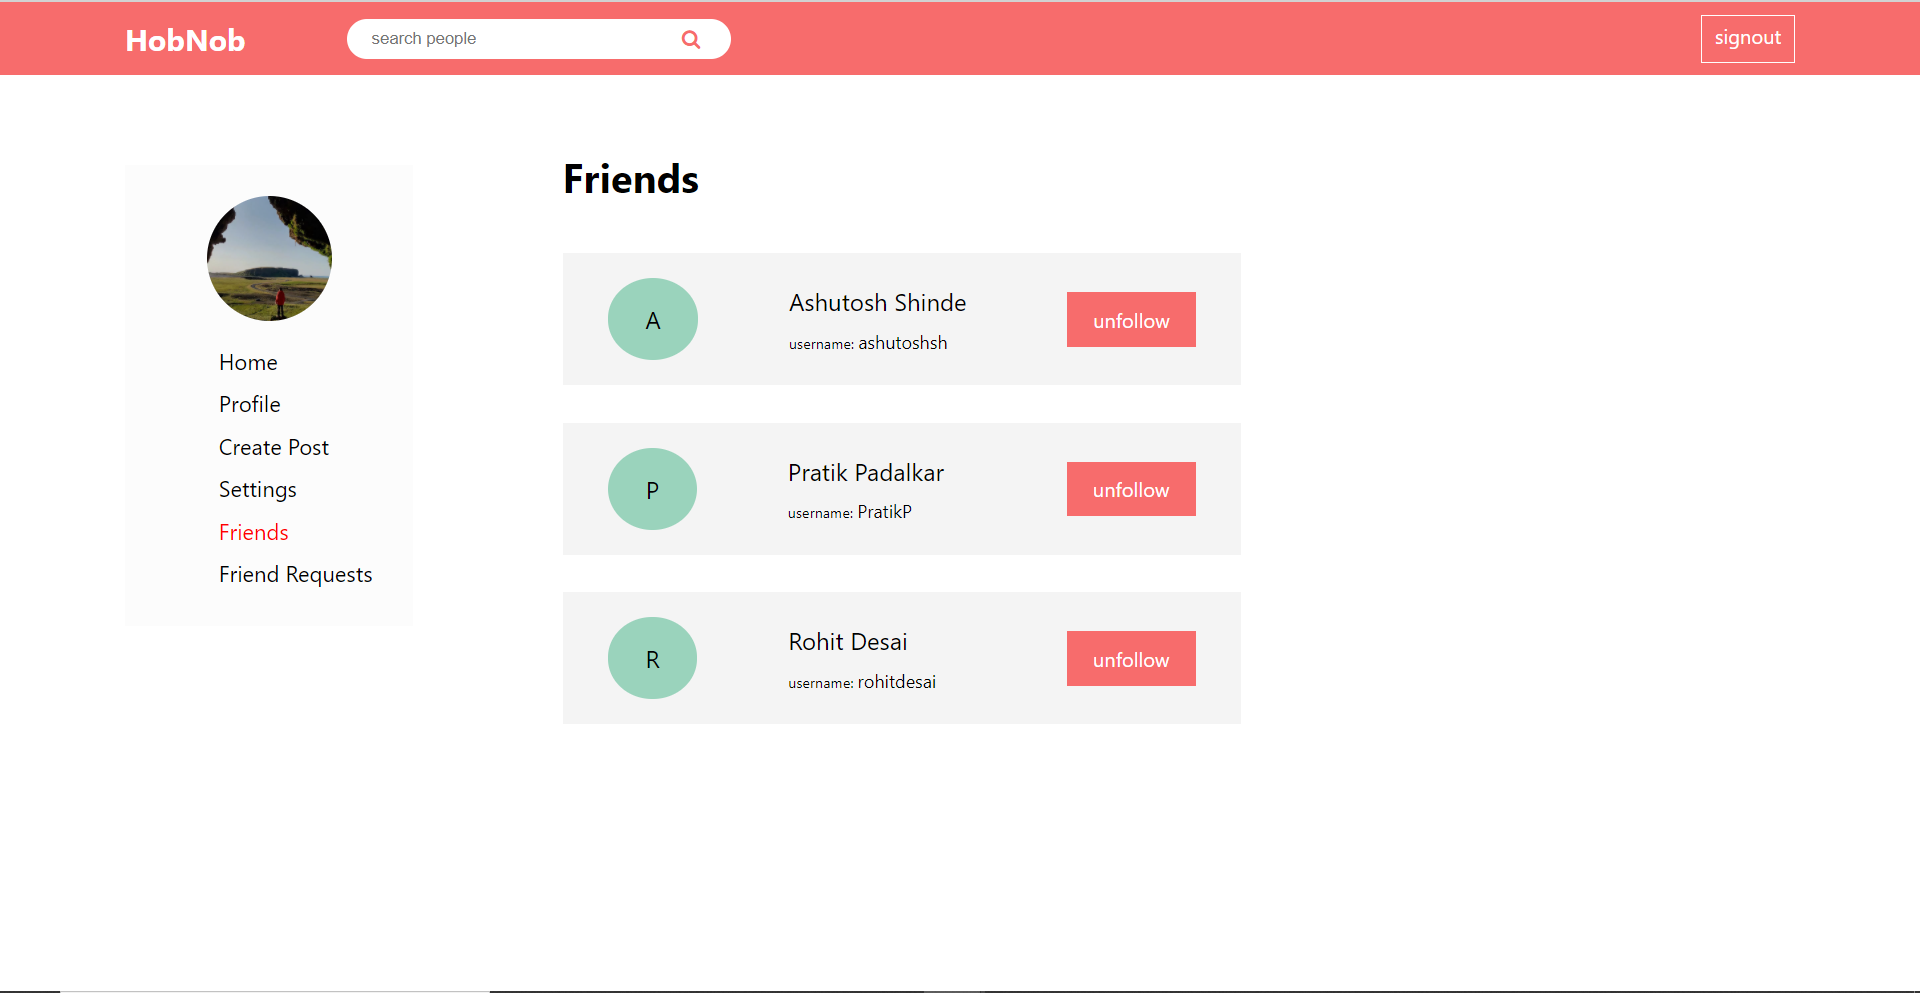 HobNob
search people
signout
Home
Profile
Create Post
Settings
Friends
Friend Requests
Friends
A
Ashutosh Shinde
username: ashutoshsh
unfollow
P
Pratik Padalkar
username: PratikP
unfollow
R
Rohit Desai
username: rohitdesai
unfollow